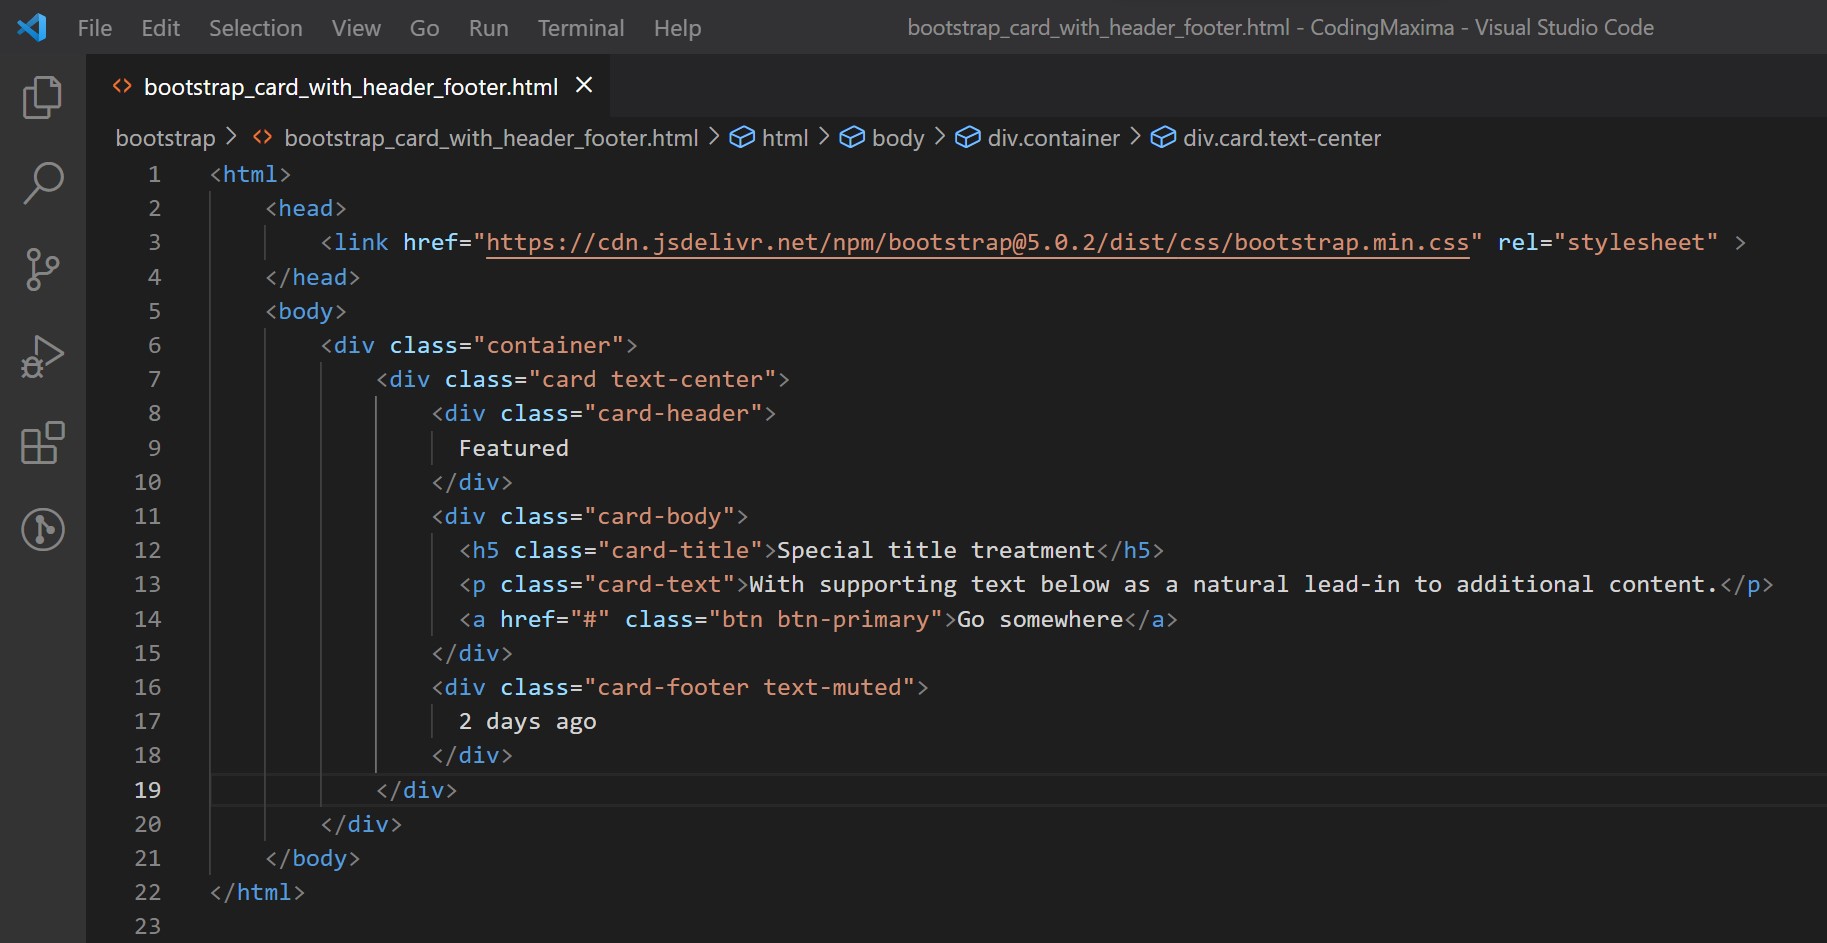 File Edit Selection View Go Run Terminal Help bootstrap_card_with_header_footer.html - CodingMaxima - Visual Studio Code
bootstrap_card_with_header_footer.html
bootstrap > bootstrap_card_with_header_footer.html > html > body > div.container > div.card.text-center
1 <html>
2     <head>
3         <link href="https://cdn.jsdelivr.net/npm/bootstrap@5.0.2/dist/css/bootstrap.min.css" rel="stylesheet" >
4     </head>
5     <body>
6         <div class="container">
7             <div class="card text-center">
8                 <div class="card-header">
9                   Featured
10                 </div>
11                 <div class="card-body">
12                   <h5 class="card-title">Special title treatment</h5>
13                   <p class="card-text">With supporting text below as a natural lead-in to additional content.</p>
14                   <a href="#" class="btn btn-primary">Go somewhere</a>
15                 </div>
16                 <div class="card-footer text-muted">
17                   2 days ago
18                 </div>
19             </div>
20         </div>
21     </body>
22 </html>
23